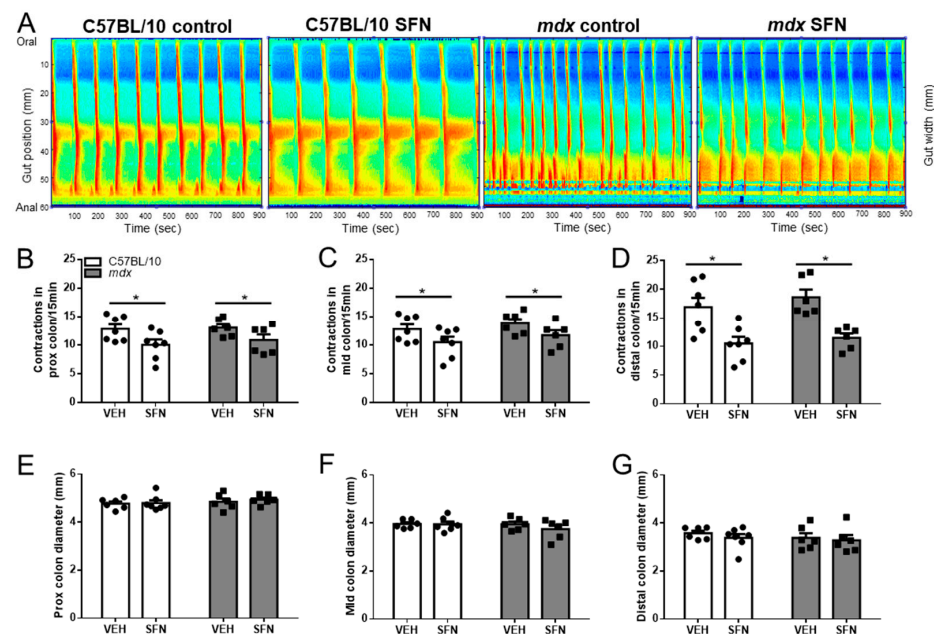 A
C57BL/10 control
C57BL/10 SFN
mdx control
mdx SFN
Oral
10
20
30
40
50
Anal 60
Gut position (mm)
Gut width (mm)
100 200 300 400 500 600 700 800 900
100 200 300 400 500 600 700 800 900
100 200 300 400 500 600 700 800 900
100 200 300 400 500 600 700 800 900
Time (sec)
Time (sec)
Time (sec)
Time (sec)
B
C57BL/10
mdx
Contractions in
prox colon/15min
25
20
15
10
5
0
*
*
VEH SFN VEH SFN
C
Contractions in
mid colon/15min
25
20
15
10
5
0
*
*
VEH SFN VEH SFN
D
Contractions in
distal colon/15min
25
20
15
10
5
0
*
*
VEH SFN VEH SFN
E
Prox colon diameter (mm)
6
4
2
0
VEH SFN VEH SFN
F
Mid colon diameter (mm)
6
4
2
0
VEH SFN VEH SFN
G
Distal colon diameter (mm)
6
4
2
0
VEH SFN VEH SFN